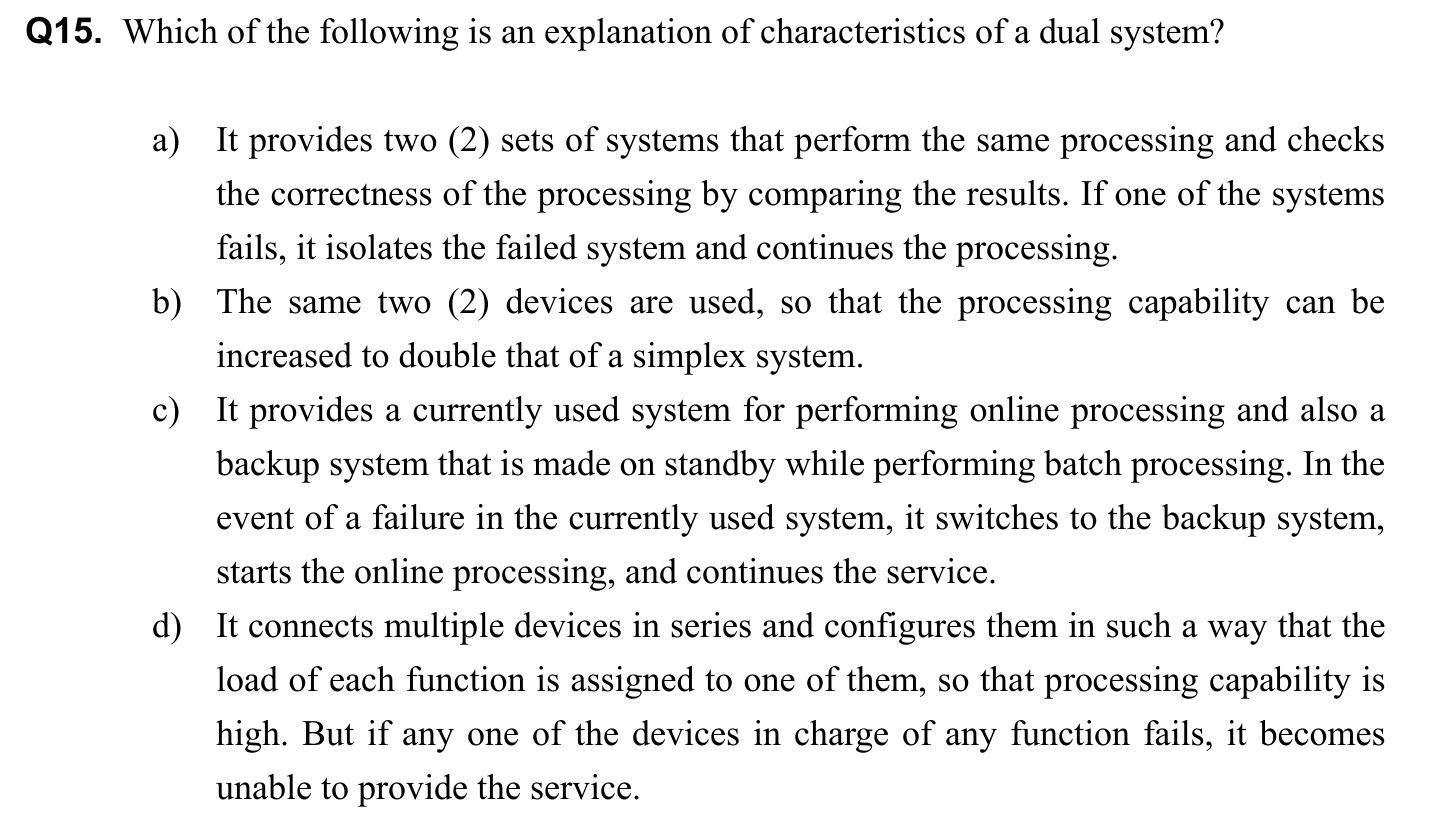 Q15. Which of the following is an explanation of characteristics of a dual system?
a) It provides two (2) sets of systems that perform the same processing and checks
the correctness of the processing by comparing the results. If one of the systems
fails, it isolates the failed system and continues the processing.
b) The same two (2) devices are used, so that the processing capability can be
increased to double that of a simplex system.
c) It provides a currently used system for performing online processing and also a
backup system that is made on standby while performing batch processing. In the
event of a failure in the currently used system, it switches to the backup system,
starts the online processing, and continues the service.
d) It connects multiple devices in series and configures them in such a way that the
load of each function is assigned to one of them, so that processing capability is
high. But if any one of the devices in charge of any function fails, it becomes
unable to provide the service.